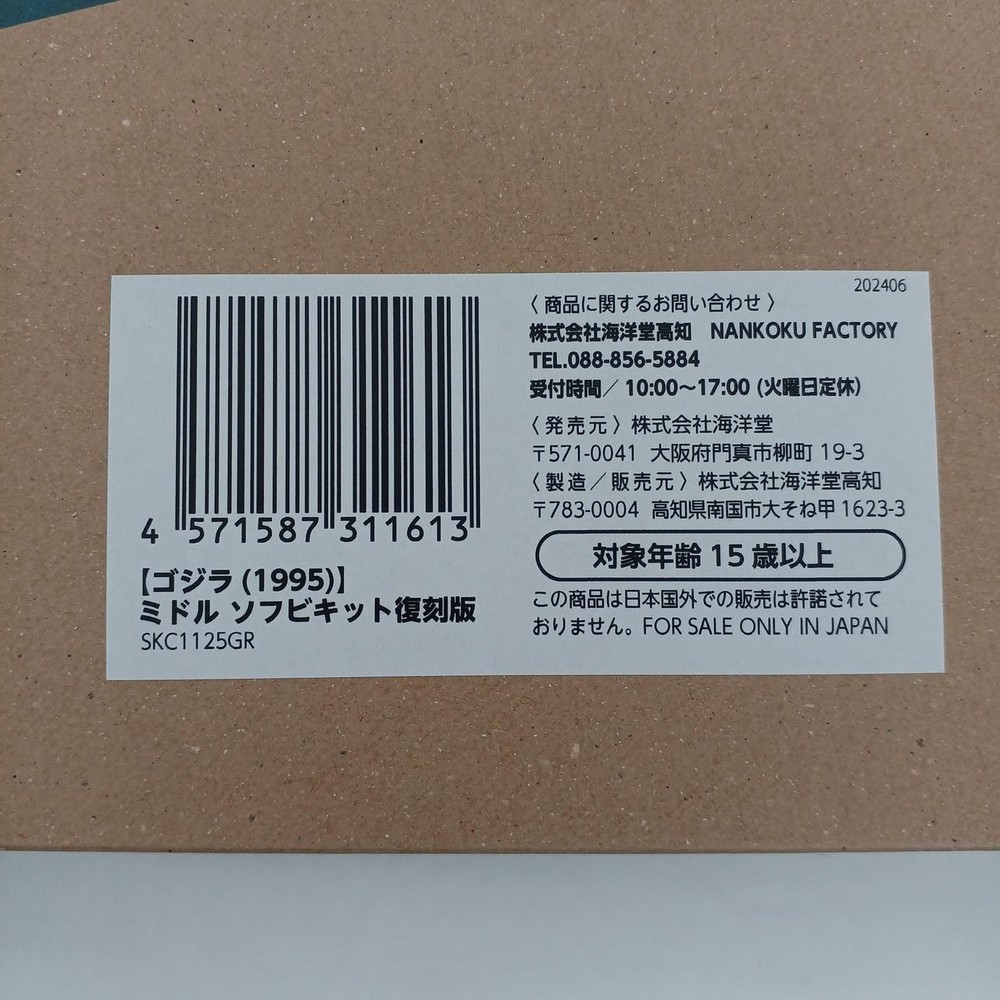 4 571587 311613
【ゴジラ (1995)】
ミドル ソフビキット復刻版
SKC1125GR
202406
〈 商品に関するお問い合わせ 〉
株式会社海洋堂高知 NANKOKU FACTORY
TEL.088-856-5884
受付時間／ 10:00～17:00 (火曜日定休)
〈 発売元 〉 株式会社海洋堂
〒571-0041 大阪府門真市柳町 19-3
〈 製造／販売元 〉 株式会社海洋堂高知
〒783-0004 高知県南国市大そね甲 1623-3
対象年齢 15 歳以上
この商品は日本国外での販売は許諾されて
おりません。FOR SALE ONLY IN JAPAN